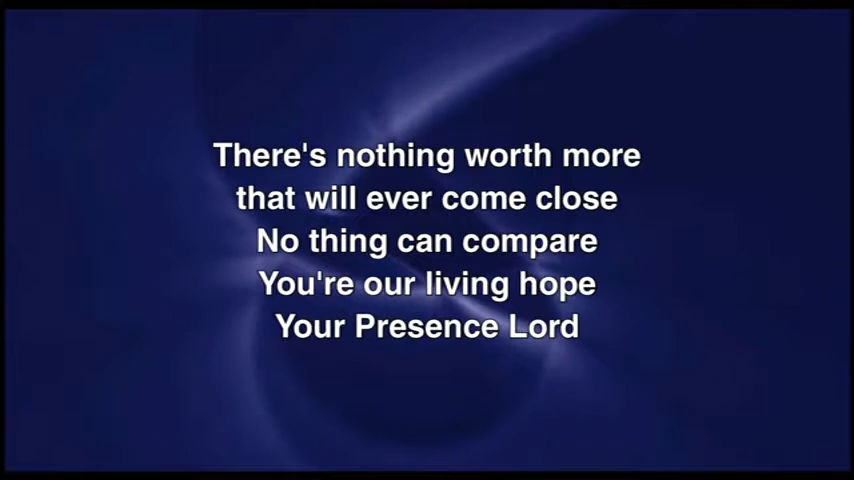 There's nothing worth more
that will ever come close
No thing can compare
You're our living hope
Your Presence Lord